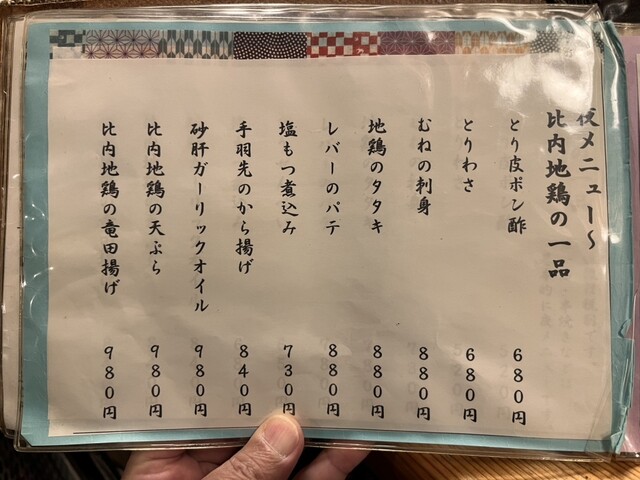 夜メニュー～
比内地鶏の一品
とり皮ポン酢 680円
とりわさ 680円
むねの刺身 880円
地鶏のタタキ 880円
レバーのパテ 880円
塩もつ煮込み 730円
手羽先のから揚げ 840円
砂肝ガーリックオイル 980円
比内地鶏の天ぷら 980円
比内地鶏の竜田揚げ 980円